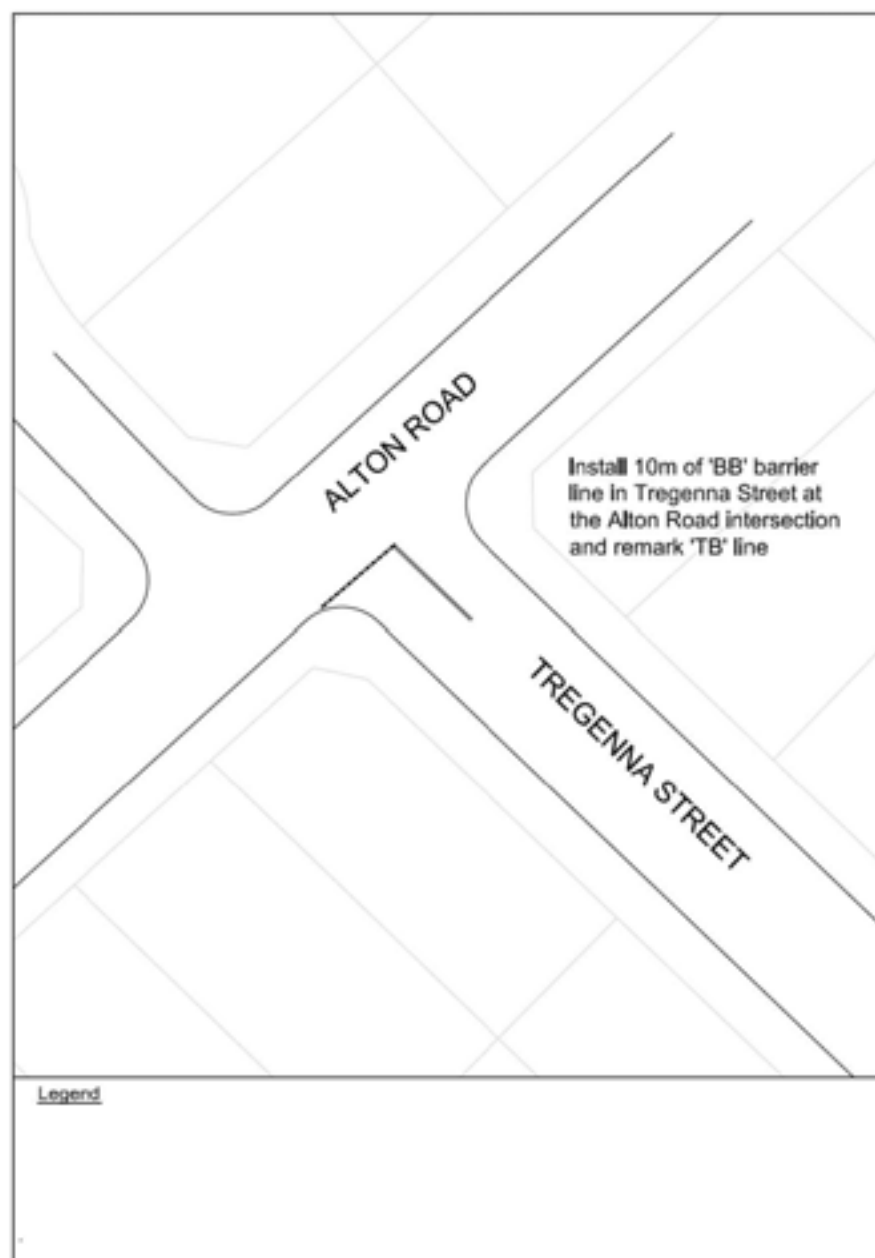 ALTON ROAD
Install 10m of 'BB' barrier
line in Tregenna Street at
the Alton Road intersection
and remark 'TB' line
TREGENNA STREET
Legend